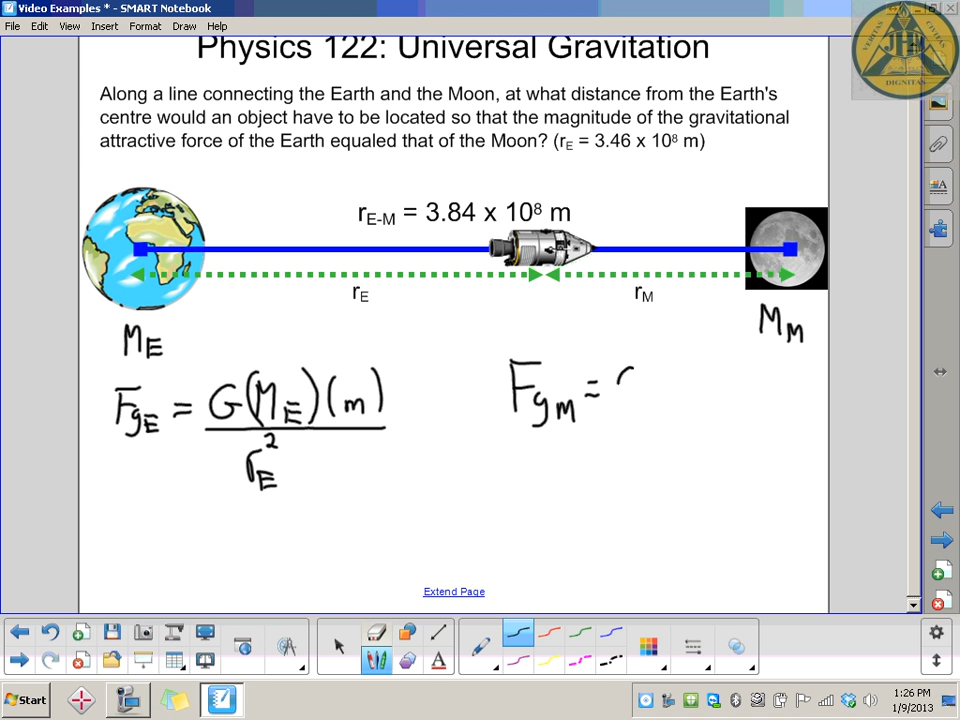 Video Examples * - SMART Notebook
File Edit View Insert Format Draw Help
Physics 122: Universal Gravitation
Along a line connecting the Earth and the Moon, at what distance from the Earth's
centre would an object have to be located so that the magnitude of the gravitational
attractive force of the Earth equaled that of the Moon? (rE = 3.46 x 10⁸ m)
VERITAS CIVITAS
JHS
DIGNITAS
rE-M = 3.84 x 10⁸ m
rE rM
ME MM
FgE = G(ME)(m) FgM =
rE²
Extend Page
Start
1:26 PM
1/9/2013